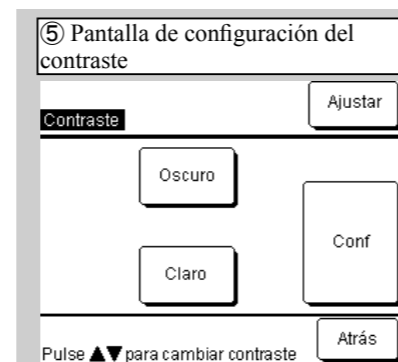 ⑤ Pantalla de configuración del
contraste
Ajustar
Contraste
Oscuro
Conf
Claro
Atrás
Pulse ▲▼ para cambiar contraste